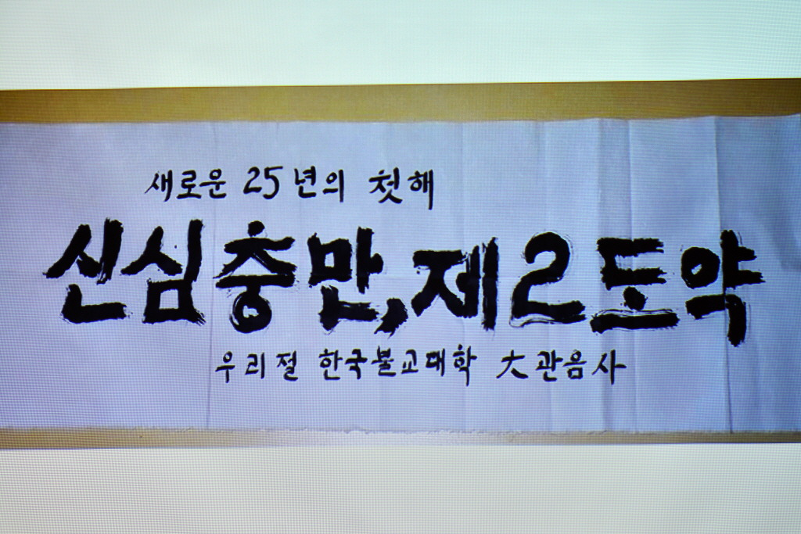 새로운 25년의 첫해
신심충만, 제2도약
우리절 한국불교대학 大관음사